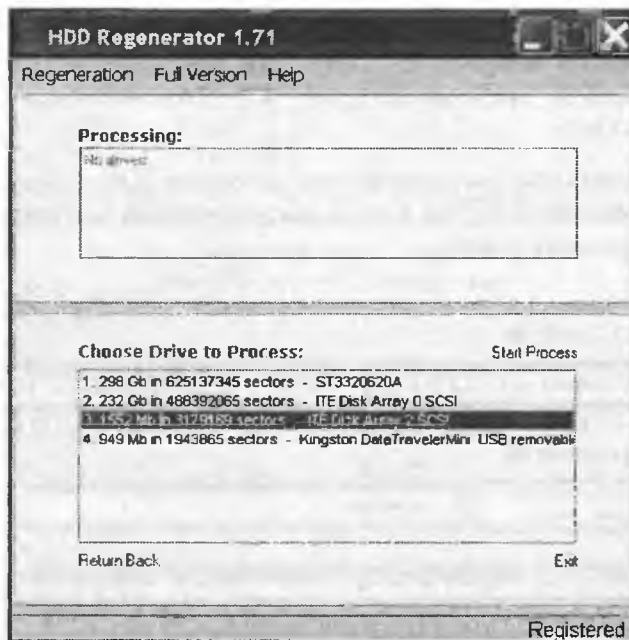 HDD Regenerator 1.71
Regeneration Full Version Help
Processing:
No drives
Choose Drive to Process: Start Process
1. 298 Gb in 625137345 sectors - ST3320620A
2. 232 Gb in 488392065 sectors - ITE Disk Array 0 SCSI
3. 1552 Mb in 3179169 sectors - ITE Disk Array 2 SCSI
4. 949 Mb in 1943865 sectors - Kingston DataTravelerMini USB removable
Return Back Exit
Registered